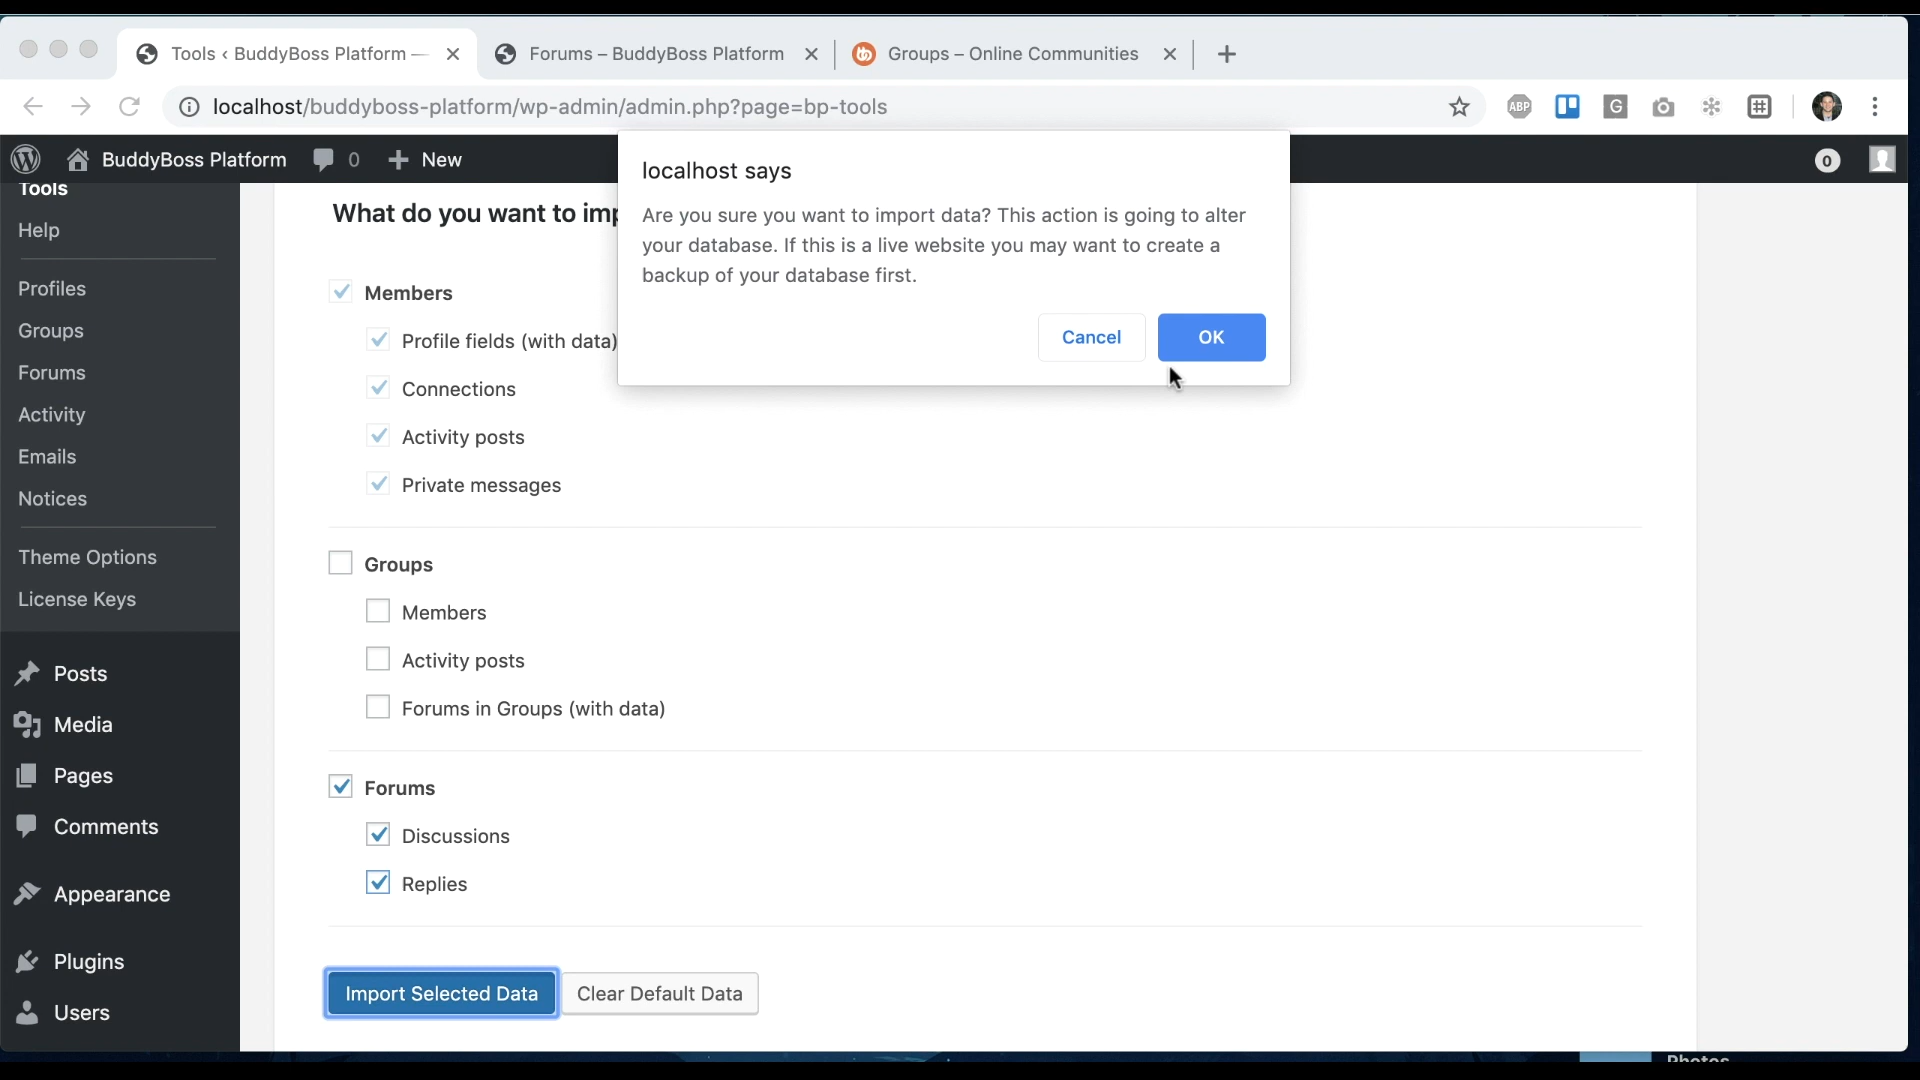 Tools ‹ BuddyBoss Platform —
Forums – BuddyBoss Platform
Groups – Online Communities
localhost/buddyboss-platform/wp-admin/admin.php?page=bp-tools
ABP
G
BuddyBoss Platform
0
New
0
localhost says
Are you sure you want to import data? This action is going to alter
your database. If this is a live website you may want to create a
backup of your database first.
Cancel
OK
Tools
Help
Profiles
Groups
Forums
Activity
Emails
Notices
Theme Options
License Keys
Posts
Media
Pages
Comments
Appearance
Plugins
Users
What do you want to imp
Members
Profile fields (with data)
Connections
Activity posts
Private messages
Groups
Members
Activity posts
Forums in Groups (with data)
Forums
Discussions
Replies
Import Selected Data
Clear Default Data
Photos